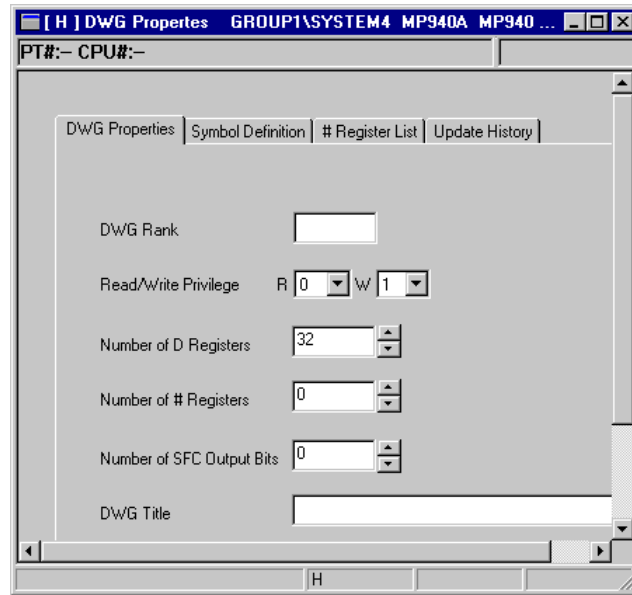 [ H ] DWG Propertes GROUP1\SYSTEM4 MP940A MP940 ...
PT#:– CPU#:–
DWG Properties Symbol Definition # Register List Update History
DWG Rank
Read/Write Privilege R 0 W 1
Number of D Registers 32
Number of # Registers 0
Number of SFC Output Bits 0
DWG Title
H